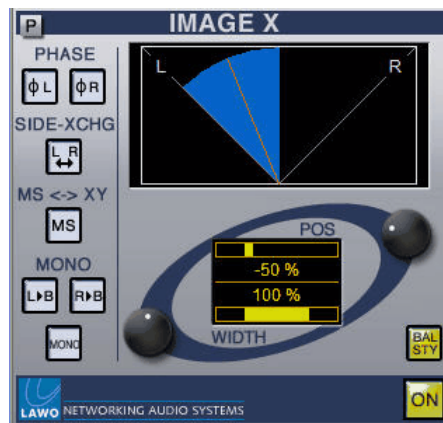 P IMAGE X
PHASE
ϕL ϕR
SIDE-XCHG
L R
MS <-> XY
MS
MONO
L▶B R▶B
MONO
L R
POS
-50 %
100 %
WIDTH
BAL
STY
LAWO NETWORKING AUDIO SYSTEMS
ON